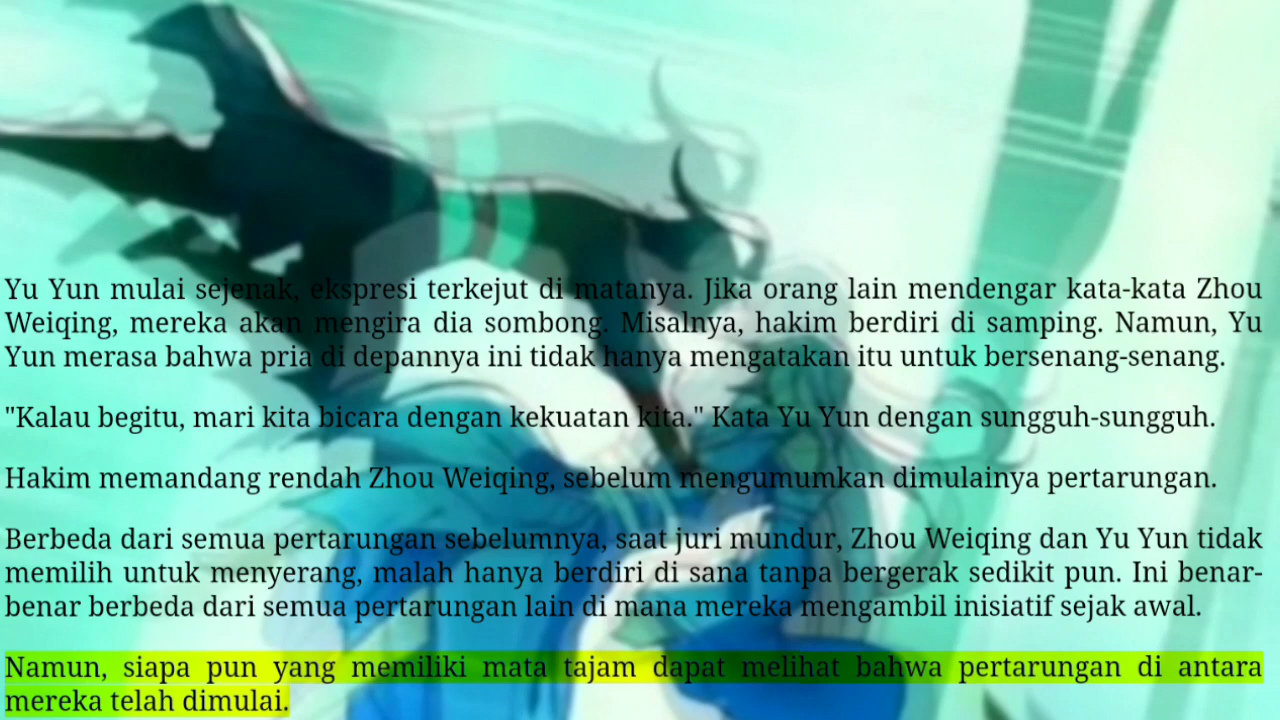 Yu Yun mulai sejenak, ekspresi terkejut di matanya. Jika orang lain mendengar kata-kata Zhou
Weiqing, mereka akan mengira dia sombong. Misalnya, hakim berdiri di samping. Namun, Yu
Yun merasa bahwa pria di depannya ini tidak hanya mengatakan itu untuk bersenang-senang.
"Kalau begitu, mari kita bicara dengan kekuatan kita." Kata Yu Yun dengan sungguh-sungguh.
Hakim memandang rendah Zhou Weiqing, sebelum mengumumkan dimulainya pertarungan.
Berbeda dari semua pertarungan sebelumnya, saat juri mundur, Zhou Weiqing dan Yu Yun tidak
memilih untuk menyerang, malah hanya berdiri di sana tanpa bergerak sedikit pun. Ini benar-
benar berbeda dari semua pertarungan lain di mana mereka mengambil inisiatif sejak awal.
Namun, siapa pun yang memiliki mata tajam dapat melihat bahwa pertarungan di antara
mereka telah dimulai.